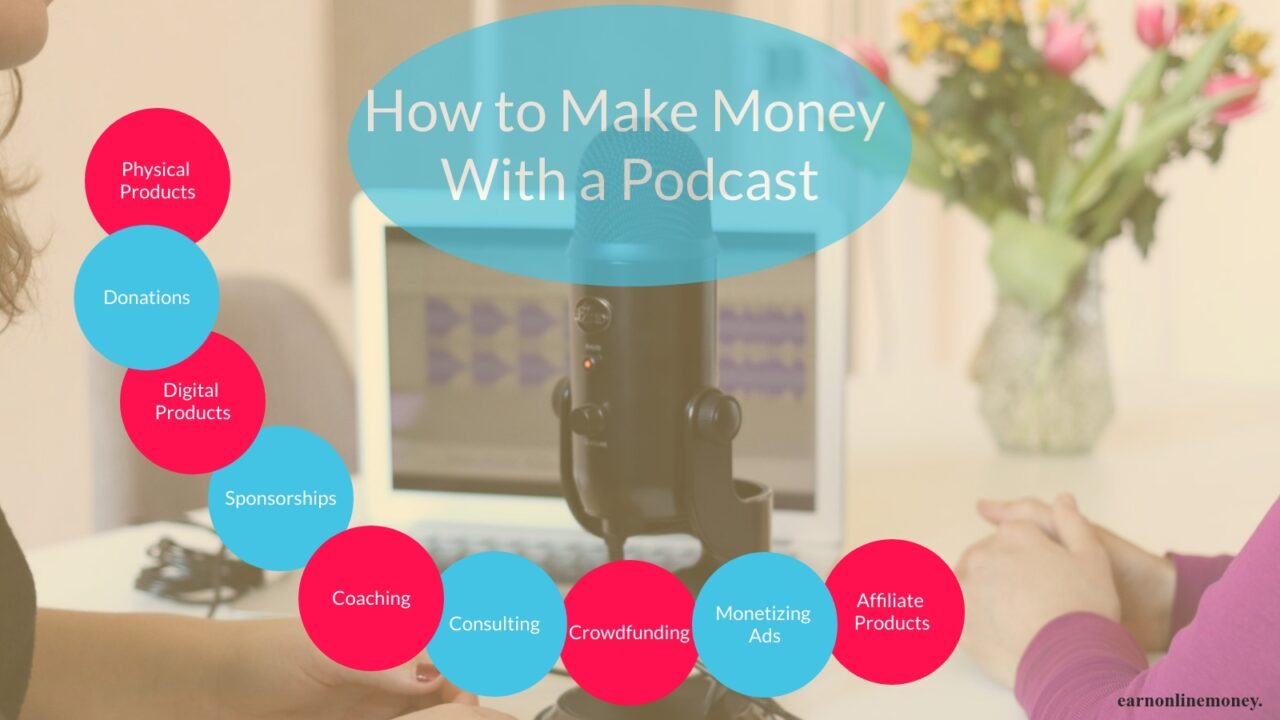 How to Make Money
With a Podcast
Physical
Products
Donations
Digital
Products
Sponsorships
Coaching
Consulting
Crowdfunding
Monetizing
Ads
Affiliate
Products
earnonlinemoney.